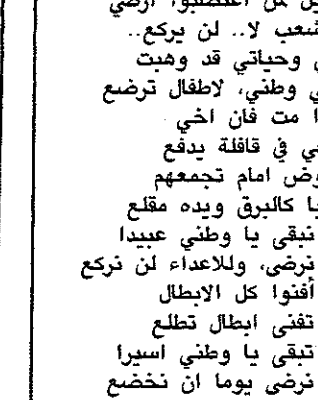 اغتصبوا ارضي
شعب لا.. لن يركع..
وحياتي قد وهبت
وطني، لاطفال ترضع
مت فان اخي
في قافلة يدفع
امام تجمعهم
كالبرق ويده مقلع
نبقى يا وطني عبيدا
نرضى، وللاعداء لن نركع
أفنوا كل الابطال
تفنى ابطال تطلع
تبقى يا وطني اسيرا
نرضى يوما ان نخضع